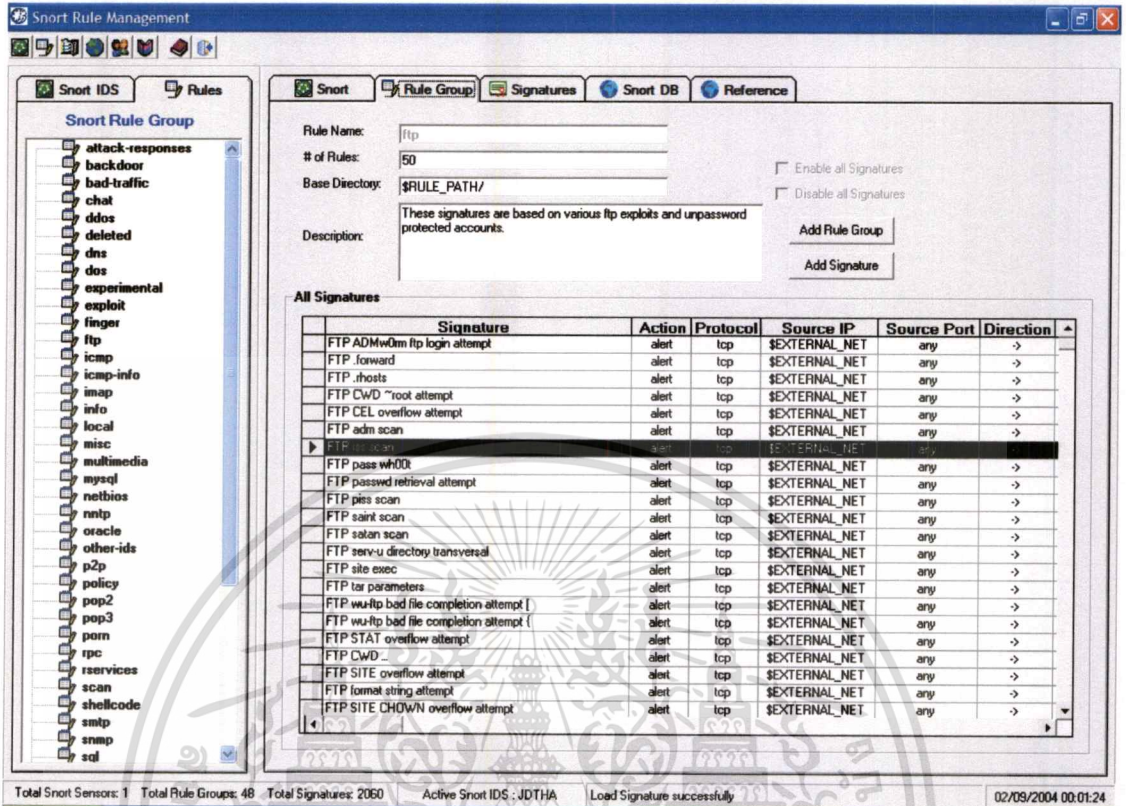 Snort Rule Management
Snort IDS Rules
Snort Rule Group
attack-responses
backdoor
bad-traffic
chat
ddos
deleted
dns
dos
experimental
exploit
finger
ftp
icmp
icmp-info
imap
info
local
misc
multimedia
mysql
netbios
nntp
oracle
other-ids
p2p
policy
pop2
pop3
porn
rpc
rservices
scan
shellcode
smtp
snmp
sql
Snort Rule Group Signatures Snort DB Reference
Rule Name: ftp
# of Rules: 50
Base Directory: $RULE_PATH/
Description: These signatures are based on various ftp exploits and unpassword
protected accounts.
Enable all Signatures
Disable all Signatures
Add Rule Group
Add Signature
All Signatures
Signature Action Protocol Source IP Source Port Direction
FTP ADMw0rm ftp login attempt alert tcp $EXTERNAL_NET any ->
FTP .forward alert tcp $EXTERNAL_NET any ->
FTP .rhosts alert tcp $EXTERNAL_NET any ->
FTP CWD ~root attempt alert tcp $EXTERNAL_NET any ->
FTP CEL overflow attempt alert tcp $EXTERNAL_NET any ->
FTP adm scan alert tcp $EXTERNAL_NET any ->
FTP iss scan alert tcp $EXTERNAL_NET any ->
FTP pass wh00t alert tcp $EXTERNAL_NET any ->
FTP passwd retrieval attempt alert tcp $EXTERNAL_NET any ->
FTP piss scan alert tcp $EXTERNAL_NET any ->
FTP saint scan alert tcp $EXTERNAL_NET any ->
FTP satan scan alert tcp $EXTERNAL_NET any ->
FTP serv-u directory transversal alert tcp $EXTERNAL_NET any ->
FTP site exec alert tcp $EXTERNAL_NET any ->
FTP tar parameters alert tcp $EXTERNAL_NET any ->
FTP wu-ftp bad file completion attempt [ alert tcp $EXTERNAL_NET any ->
FTP wu-ftp bad file completion attempt { alert tcp $EXTERNAL_NET any ->
FTP STAT overflow attempt alert tcp $EXTERNAL_NET any ->
FTP CWD ... alert tcp $EXTERNAL_NET any ->
FTP SITE overflow attempt alert tcp $EXTERNAL_NET any ->
FTP format string attempt alert tcp $EXTERNAL_NET any ->
FTP SITE CHOWN overflow attempt alert tcp $EXTERNAL_NET any ->
Total Snort Sensors: 1 Total Rule Groups: 48 Total Signatures: 2060 Active Snort IDS : JDTHA Load Signature successfully 02/09/2004 00:01:24